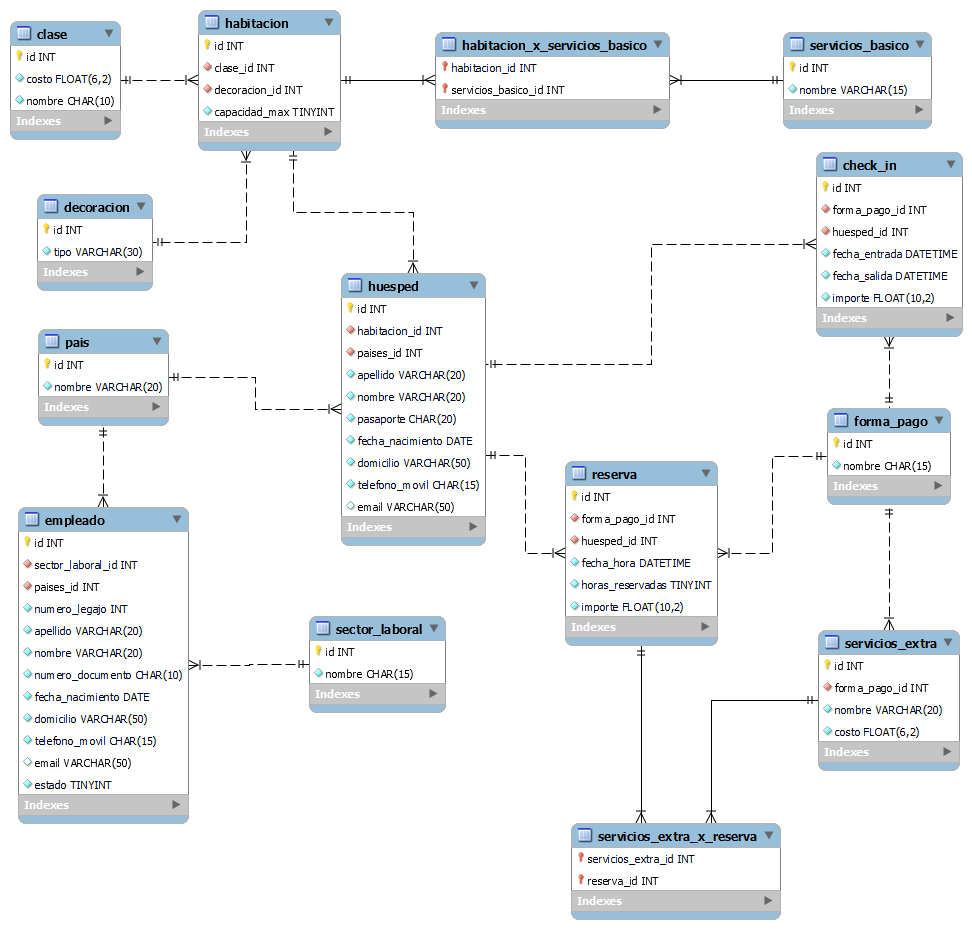 clase
id INT
costo FLOAT(6,2)
nombre CHAR(10)
Indexes
habitacion
id INT
clase_id INT
decoracion_id INT
capacidad_max TINYINT
Indexes
habitacion_x_servicios_basico
habitacion_id INT
servicios_basico_id INT
Indexes
servicios_basico
id INT
nombre VARCHAR(15)
Indexes
check_in
id INT
forma_pago_id INT
huesped_id INT
fecha_entrada DATETIME
fecha_salida DATETIME
importe FLOAT(10,2)
Indexes
decoracion
id INT
tipo VARCHAR(30)
Indexes
huesped
id INT
habitacion_id INT
paises_id INT
apellido VARCHAR(20)
nombre VARCHAR(20)
pasaporte CHAR(20)
fecha_nacimiento DATE
domicilio VARCHAR(50)
telefono_movil CHAR(15)
email VARCHAR(50)
Indexes
pais
id INT
nombre VARCHAR(20)
Indexes
forma_pago
id INT
nombre CHAR(15)
Indexes
reserva
id INT
forma_pago_id INT
huesped_id INT
fecha_hora DATETIME
horas_reservadas TINYINT
importe FLOAT(10,2)
Indexes
empleado
id INT
sector_laboral_id INT
paises_id INT
numero_legajo INT
apellido VARCHAR(20)
nombre VARCHAR(20)
numero_documento CHAR(10)
fecha_nacimiento DATE
domicilio VARCHAR(50)
telefono_movil CHAR(15)
email VARCHAR(50)
estado TINYINT
Indexes
sector_laboral
id INT
nombre CHAR(15)
Indexes
servicios_extra
id INT
forma_pago_id INT
nombre VARCHAR(20)
costo FLOAT(6,2)
Indexes
servicios_extra_x_reserva
servicios_extra_id INT
reserva_id INT
Indexes